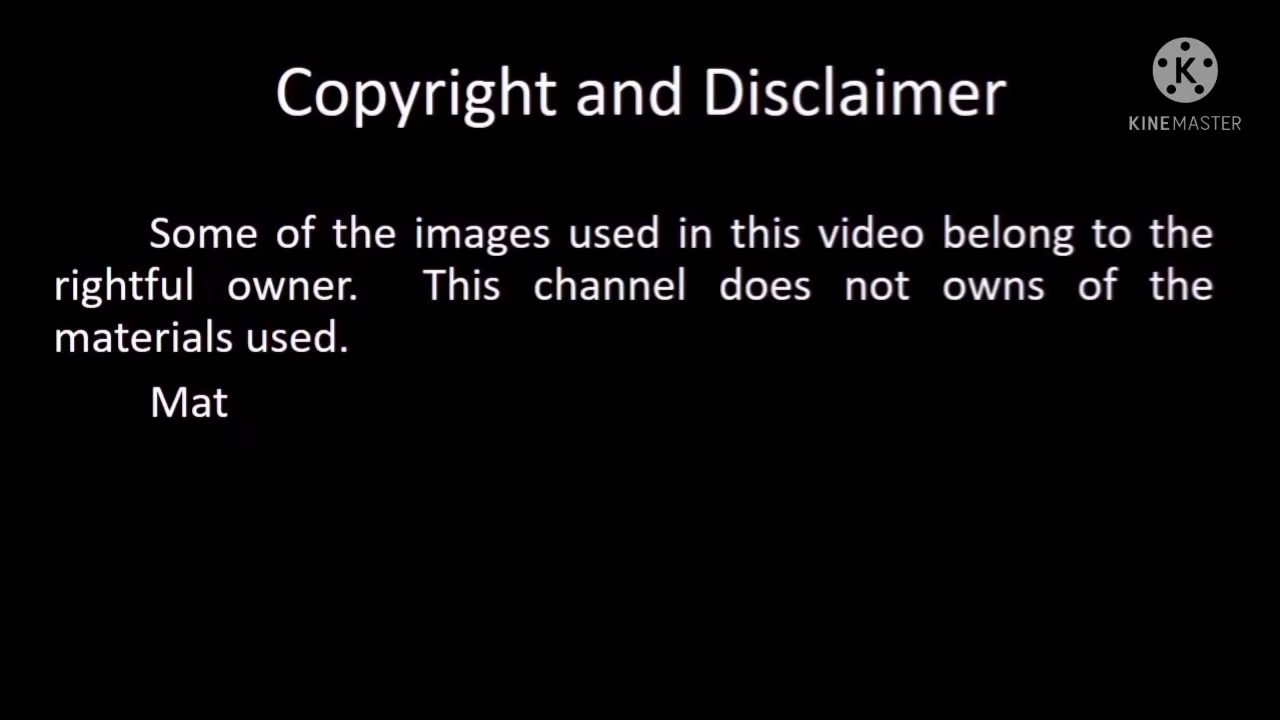 Copyright and Disclaimer
K
KINEMASTER
Some of the images used in this video belong to the
rightful owner. This channel does not owns of the
materials used.
Mat